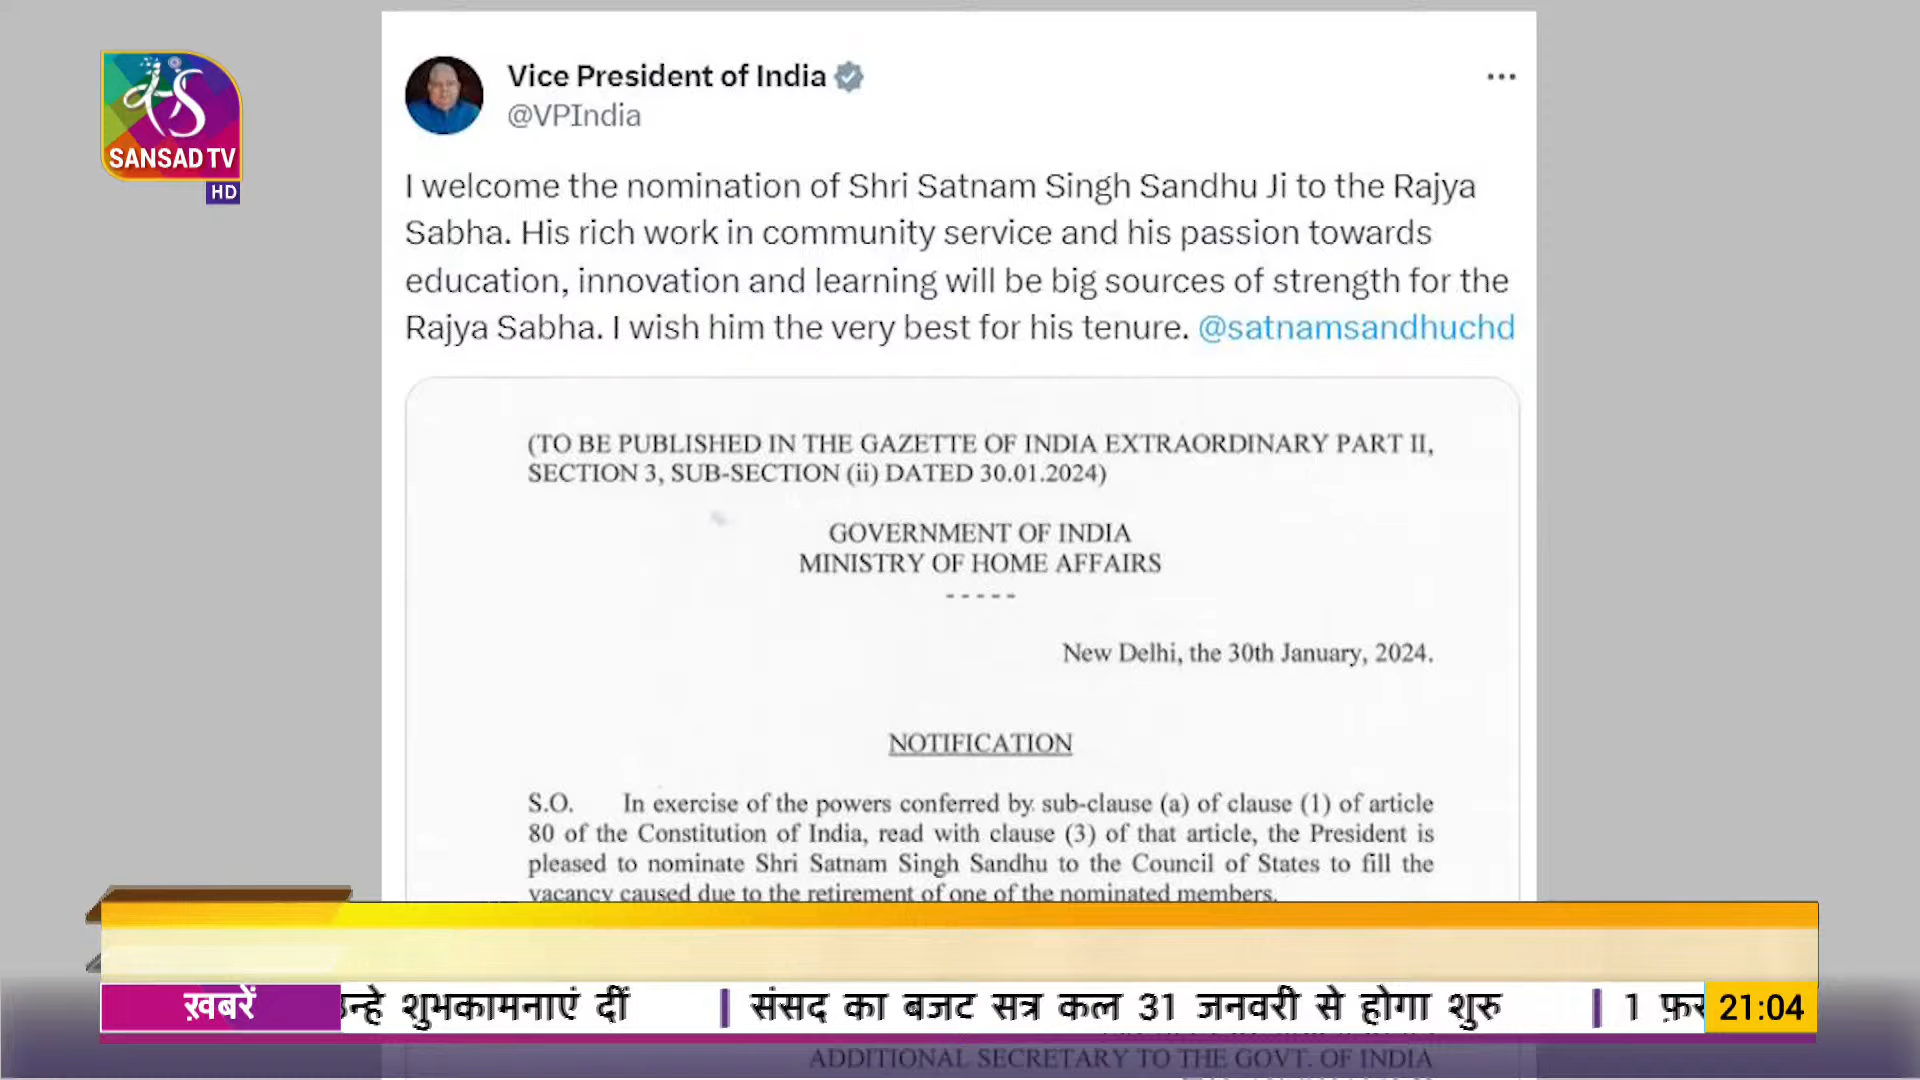 SANSAD TV
HD
Vice President of India
@VPIndia
I welcome the nomination of Shri Satnam Singh Sandhu Ji to the Rajya
Sabha. His rich work in community service and his passion towards
education, innovation and learning will be big sources of strength for the
Rajya Sabha. I wish him the very best for his tenure. @satnamsandhuchd
(TO BE PUBLISHED IN THE GAZETTE OF INDIA EXTRAORDINARY PART II,
SECTION 3, SUB-SECTION (ii) DATED 30.01.2024)
GOVERNMENT OF INDIA
MINISTRY OF HOME AFFAIRS
-----
New Delhi, the 30th January, 2024.
NOTIFICATION
S.O. In exercise of the powers conferred by sub-clause (a) of clause (1) of article
80 of the Constitution of India, read with clause (3) of that article, the President is
pleased to nominate Shri Satnam Singh Sandhu to the Council of States to fill the
vacancy caused due to the retirement of one of the nominated members.
ख़बरें
शुभकामनाएं दीं | संसद का बजट सत्र कल 31 जनवरी से होगा शुरु | 1
21:04
ADDITIONAL SECRETARY TO THE GOVT. OF INDIA